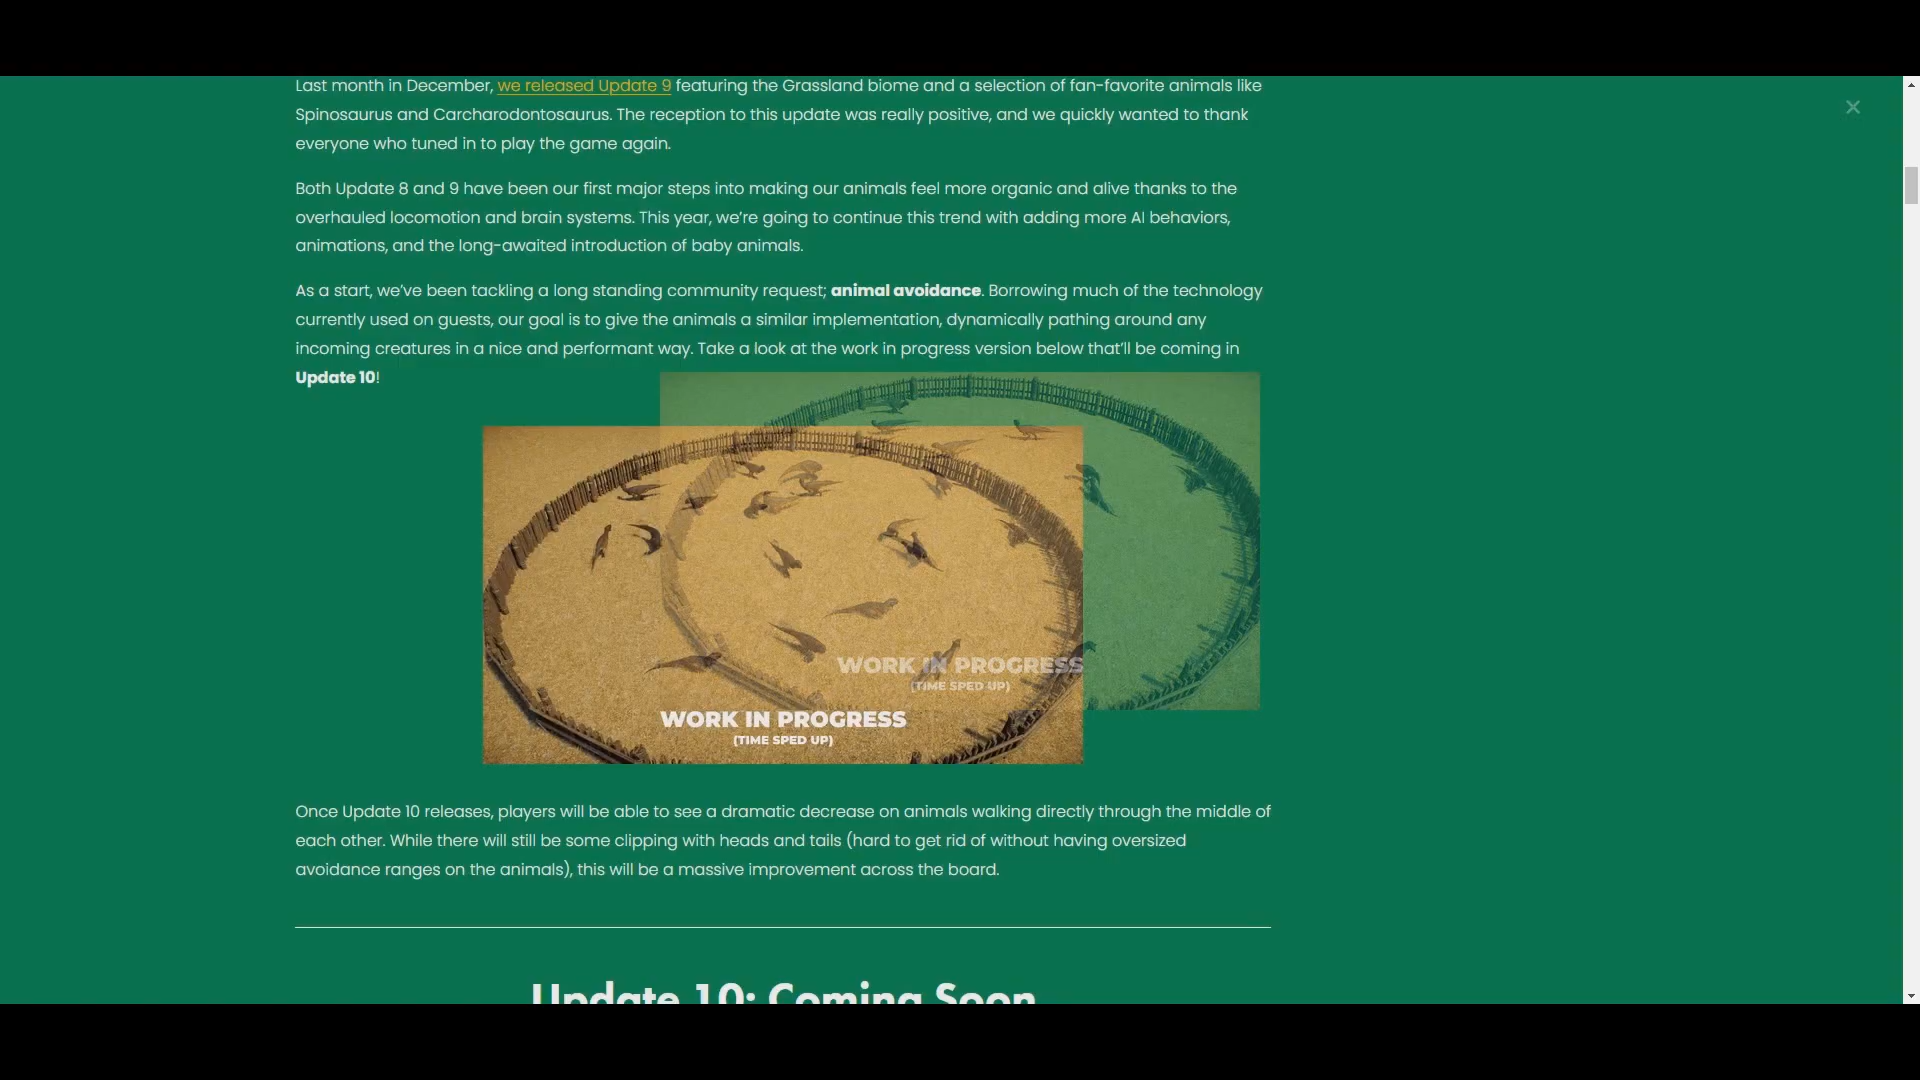 Last month in December, we released Update 9 featuring the Grassland biome and a selection of fan-favorite animals like
Spinosaurus and Carcharodontosaurus. The reception to this update was really positive, and we quickly wanted to thank
everyone who tuned in to play the game again.
Both Update 8 and 9 have been our first major steps into making our animals feel more organic and alive thanks to the
overhauled locomotion and brain systems. This year, we're going to continue this trend with adding more AI behaviors,
animations, and the long-awaited introduction of baby animals.
As a start, we've been tackling a long standing community request; animal avoidance. Borrowing much of the technology
currently used on guests, our goal is to give the animals a similar implementation, dynamically pathing around any
incoming creatures in a nice and performant way. Take a look at the work in progress version below that'll be coming in
Update 10!
WORK IN PROGRESS
(TIME SPED UP)
WORK IN PROGRESS
(TIME SPED UP)
Once Update 10 releases, players will be able to see a dramatic decrease on animals walking directly through the middle of
each other. While there will still be some clipping with heads and tails (hard to get rid of without having oversized
avoidance ranges on the animals), this will be a massive improvement across the board.
Update 10: Coming Soon